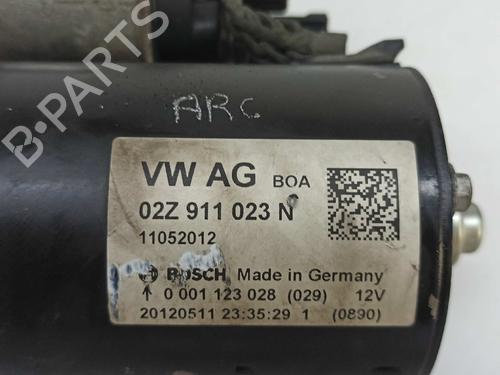 B-PARTS
ARC
VW AG BOA
02Z 911 023 N
11052012
BOSCH Made in Germany
↑ 0 001 123 028 (029) 12V
20120511 23:35:29 1 (0890)